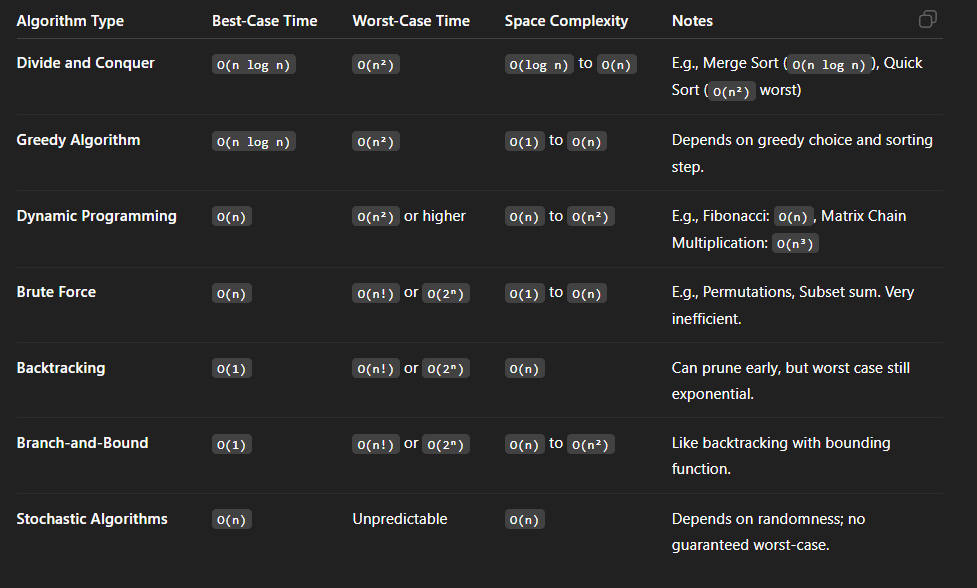 Algorithm Type Best-Case Time Worst-Case Time Space Complexity Notes
Divide and Conquer O(n log n) O(n²) O(log n) to O(n) E.g., Merge Sort (O(n log n)), Quick
Sort (O(n²) worst)
Greedy Algorithm O(n log n) O(n²) O(1) to O(n) Depends on greedy choice and sorting
step.
Dynamic Programming O(n) O(n²) or higher O(n) to O(n²) E.g., Fibonacci: O(n), Matrix Chain
Multiplication: O(n³)
Brute Force O(n) O(n!) or O(2ⁿ) O(1) to O(n) E.g., Permutations, Subset sum. Very
inefficient.
Backtracking O(1) O(n!) or O(2ⁿ) O(n) Can prune early, but worst case still
exponential.
Branch-and-Bound O(1) O(n!) or O(2ⁿ) O(n) to O(n²) Like backtracking with bounding
function.
Stochastic Algorithms O(n) Unpredictable O(n) Depends on randomness; no
guaranteed worst-case.